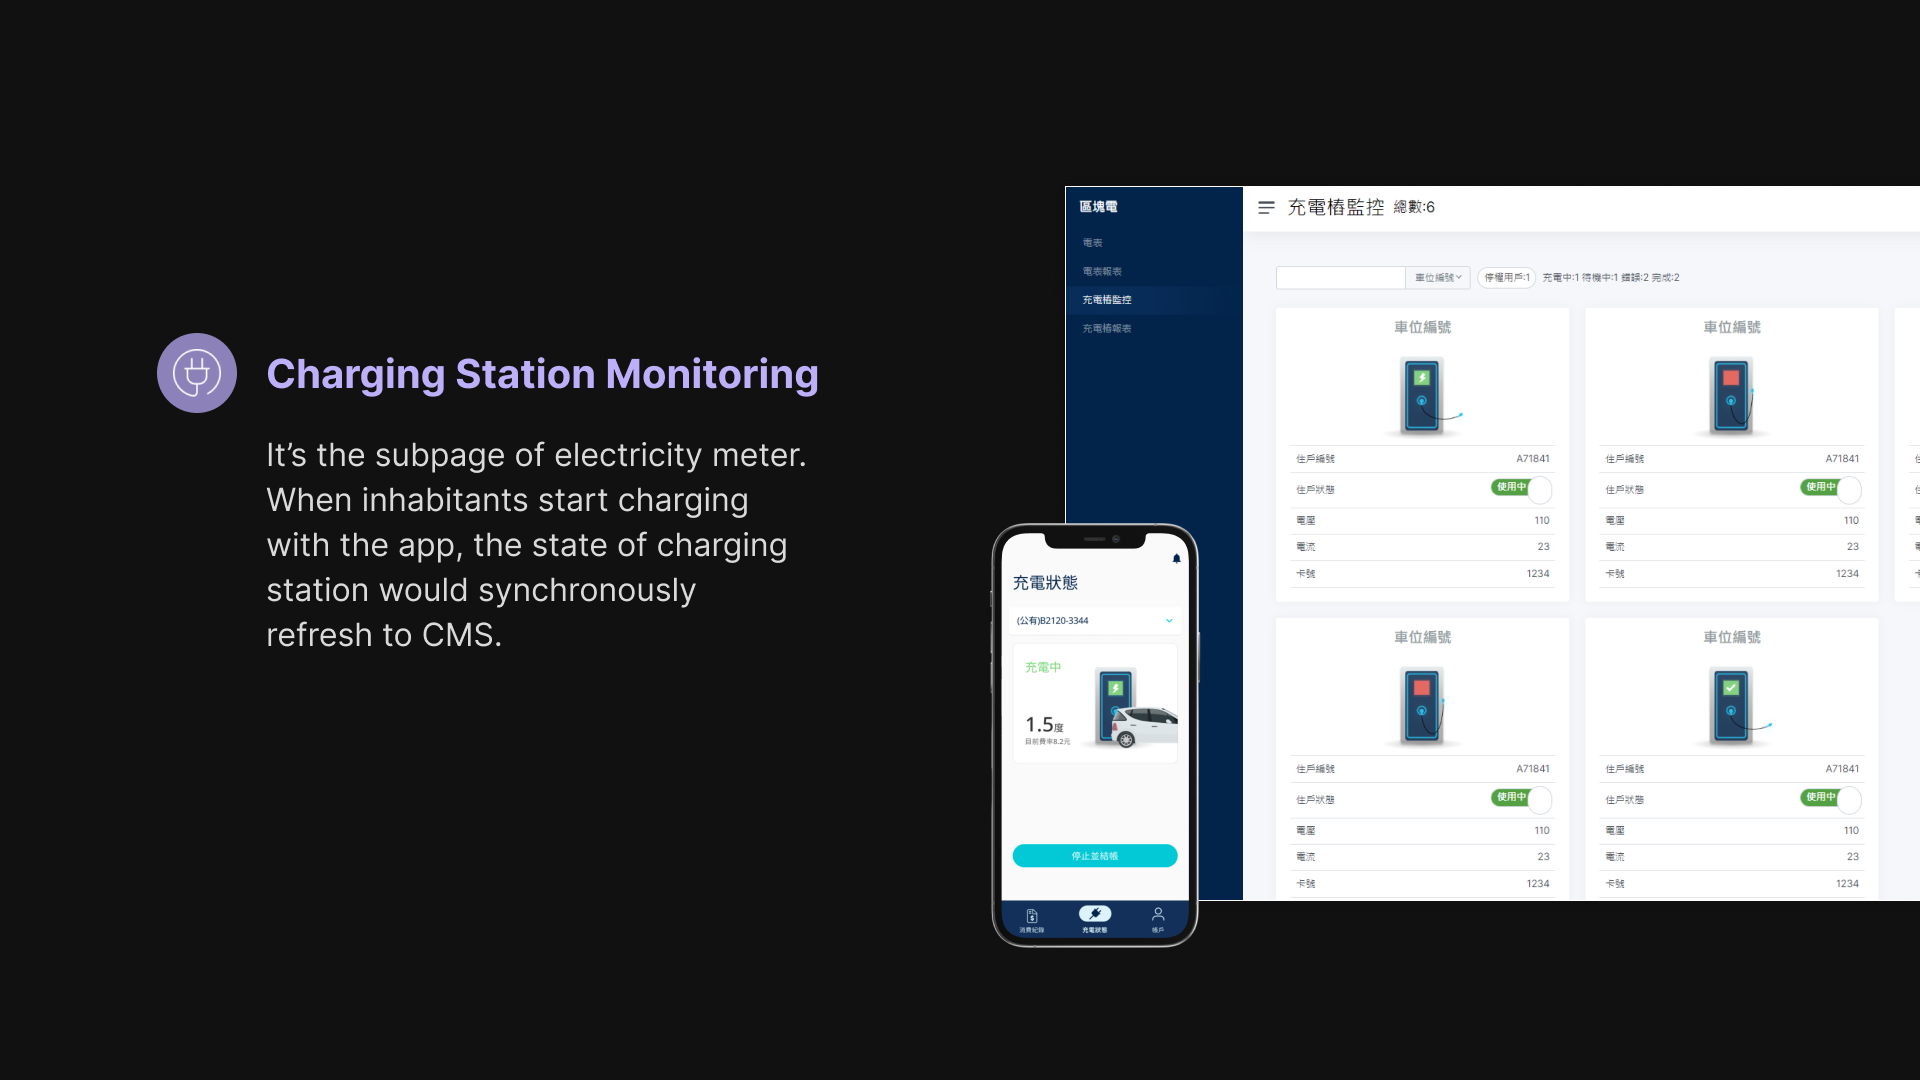 Charging Station Monitoring
It’s the subpage of electricity meter.
When inhabitants start charging
with the app, the state of charging
station would synchronously
refresh to CMS.
區塊電
電表
電表報表
充電樁監控
充電樁報表
充電樁監控 總數:6
車位編號 停權用戶:1 充電中:1 待機中:1 錯誤:2 完成:2
車位編號
住戶編號 A71841
住戶狀態 使用中
電壓 110
電流 23
卡號 1234
車位編號
住戶編號 A71841
住戶狀態 使用中
電壓 110
電流 23
卡號 1234
車位編號
住戶編號 A71841
住戶狀態 使用中
電壓 110
電流 23
卡號 1234
車位編號
住戶編號 A71841
住戶狀態 使用中
電壓 110
電流 23
卡號 1234
充電狀態
(公有)B2120-3344
充電中
1.5度
目前費率8.2元
停止並結帳
消費紀錄 充電狀態 帳戶